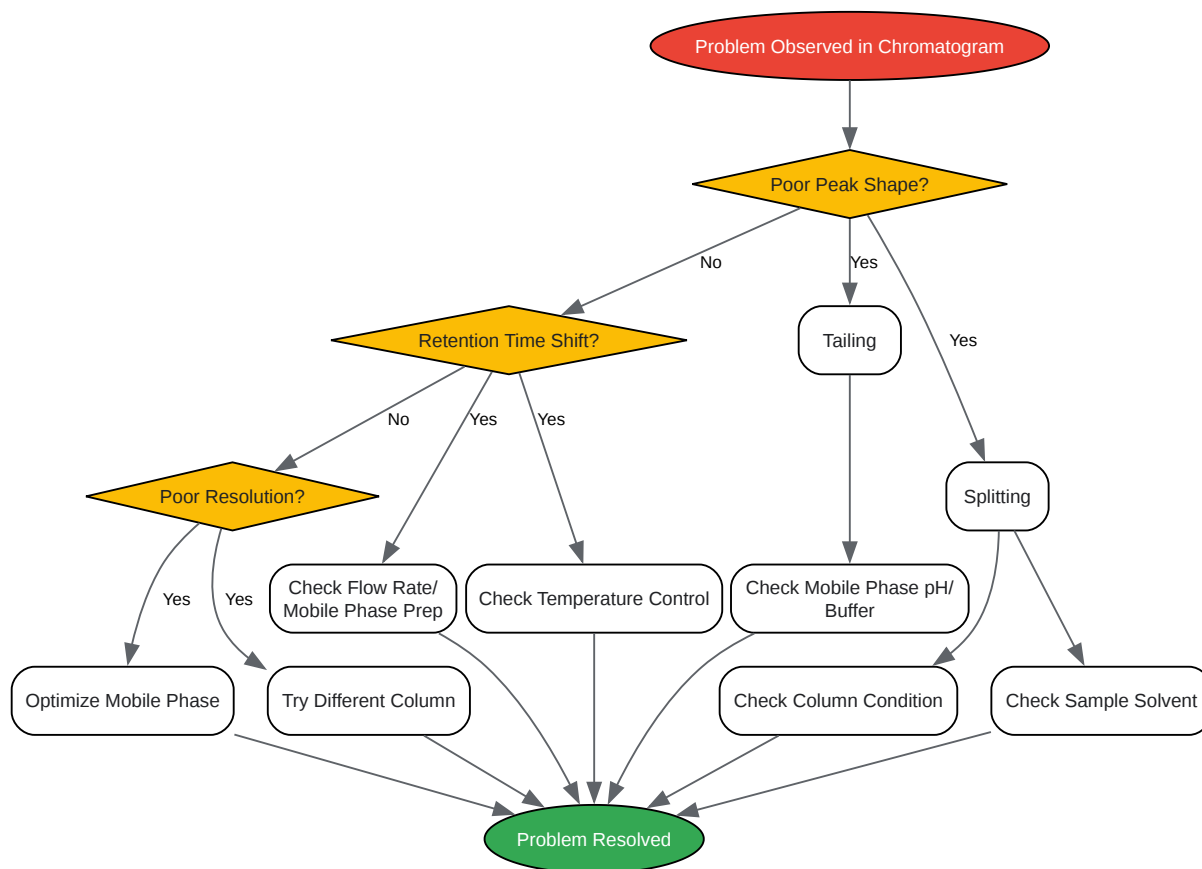 Problem Observed in Chromatogram
Poor Peak Shape?
No
Yes
Retention Time Shift?
Tailing
Yes
No
Yes
Yes
Poor Resolution?
Splitting
Yes
Yes
Check Flow Rate/
Mobile Phase Prep
Check Temperature Control
Check Mobile Phase pH/
Buffer
Optimize Mobile Phase
Try Different Column
Check Column Condition
Check Sample Solvent
Problem Resolved